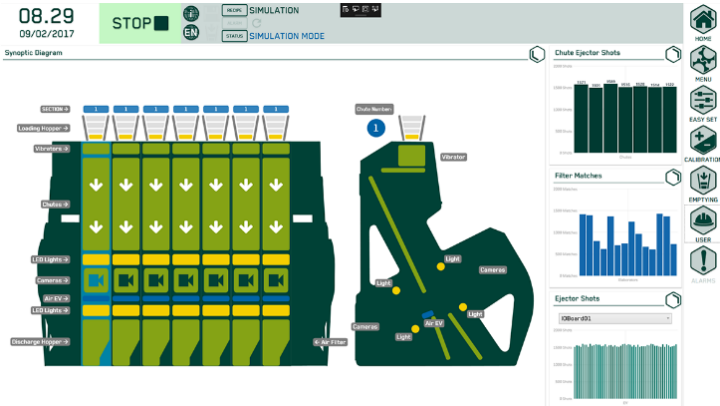 08.29
09/02/2017
STOP
EN
RECIPE SIMULATION
ALARM
STATUS SIMULATION MODE
HOME
MENU
EASY SET
CALIBRATION
EMPTYING
USER
ALARMS
Synoptic Diagram
SECTION
1 1 1 1 1 1 1
Loading Hopper
Vibrators
Chutes
LED Lights
Cameras
Air EV
LED Lights
Discharge Hopper
Air Filter
Chute Number:
1
Vibrator
Light
Cameras
Light
Light
Air EV
Cameras
Light
Chute Ejector Shots
Filter Matches
Ejector Shots
IOBoard01